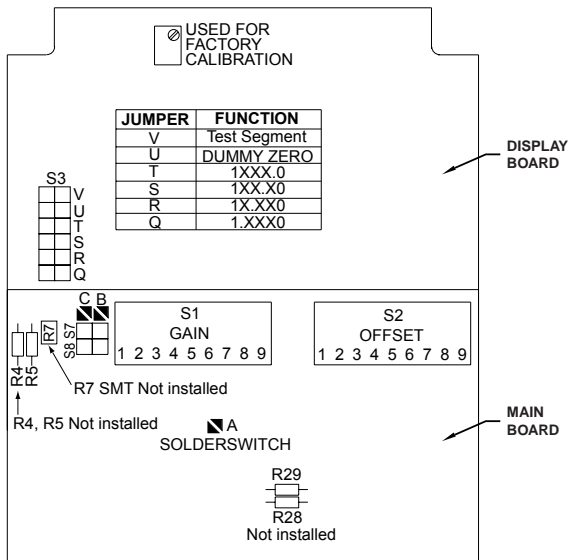 USED FOR
FACTORY
CALIBRATION
JUMPER FUNCTION
V Test Segment
U DUMMY ZERO
T 1XXX.0
S 1XX.X0
R 1X.XX0
Q 1.XXX0
DISPLAY
BOARD
S3
V
U
T
S
R
Q
C B
S7
S8
R7
R4
R5
S1
GAIN
1 2 3 4 5 6 7 8 9
S2
OFFSET
1 2 3 4 5 6 7 8 9
R7 SMT Not installed
R4, R5 Not installed
A
SOLDERSWITCH
MAIN
BOARD
R29
R28
Not installed